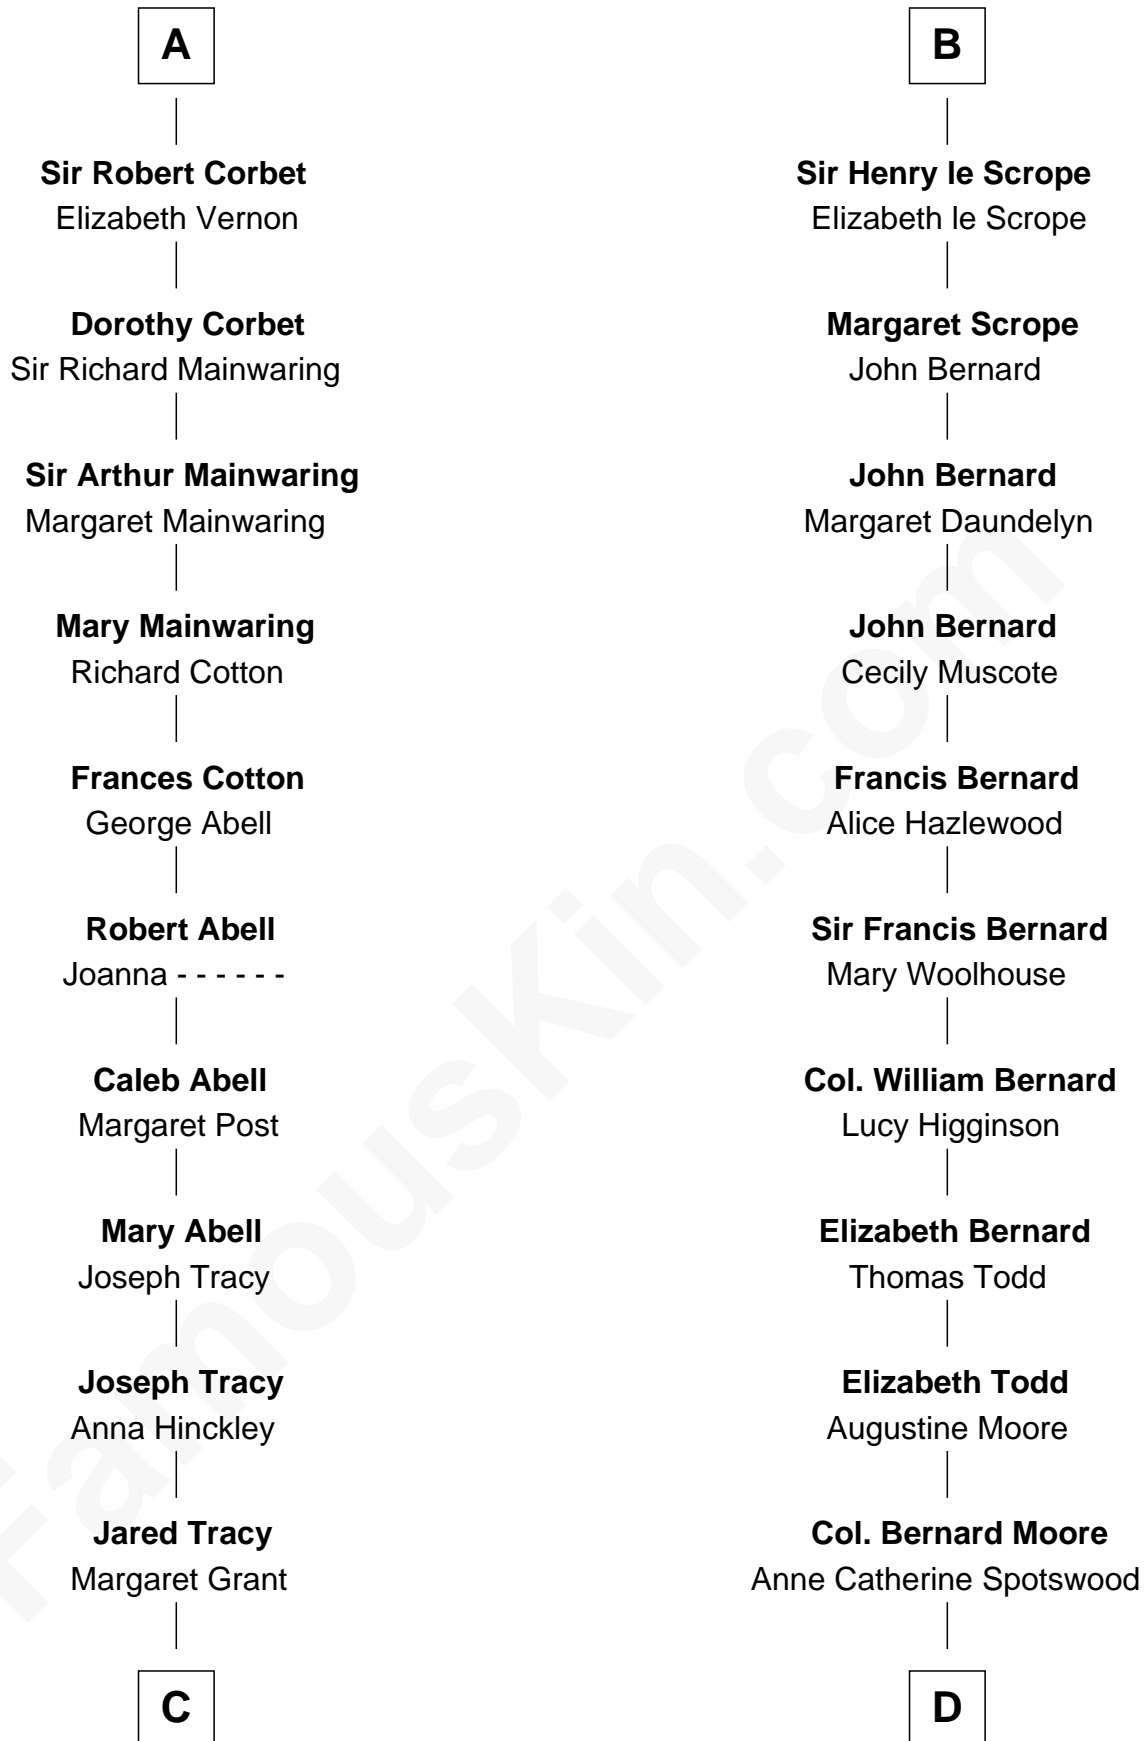 A
Sir Robert Corbet
Elizabeth Vernon
Dorothy Corbet
Sir Richard Mainwaring
Sir Arthur Mainwaring
Margaret Mainwaring
Mary Mainwaring
Richard Cotton
Frances Cotton
George Abell
Robert Abell
Joanna - - - - - -
Caleb Abell
Margaret Post
Mary Abell
Joseph Tracy
Joseph Tracy
Anna Hinckley
Jared Tracy
Margaret Grant
C
B
Sir Henry le Scrope
Elizabeth le Scrope
Margaret Scrope
John Bernard
John Bernard
Margaret Daundelyn
John Bernard
Cecily Muscote
Francis Bernard
Alice Hazlewood
Sir Francis Bernard
Mary Woolhouse
Col. William Bernard
Lucy Higginson
Elizabeth Bernard
Thomas Todd
Elizabeth Todd
Augustine Moore
Col. Bernard Moore
Anne Catherine Spotswood
D
FamousKin.com